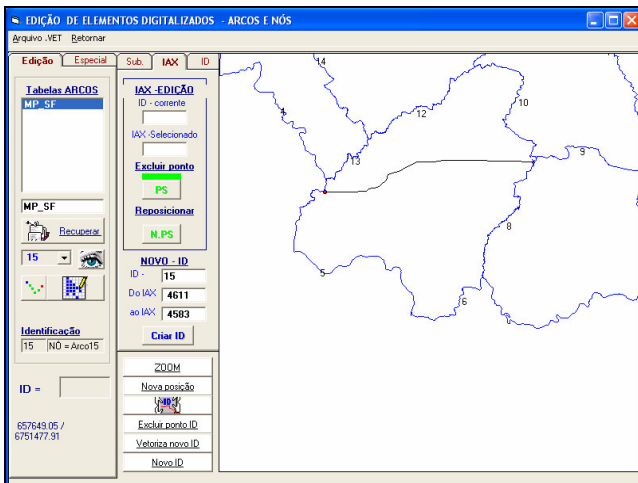 EDIÇÃO DE ELEMENTOS DIGITALIZADOS - ARCOS E NÓS
Arquivo .VET Retornar
Edição Especial
Tabelas ARCOS
MP_SF
MP_SF
Recuperar
15
Identificação
15 NÓ = Arco15
ID =
657649.05 /
6751477.91
Sub. IAX ID
IAX -EDIÇÃO
ID - corrente
IAX -Selecionado
Excluir ponto
PS
Reposicionar
N.PS
NOVO - ID
ID - 15
Do IAX 4611
ao IAX 4583
Criar ID
ZOOM
Nova posição
ID
Excluir ponto ID
Vetoriza novo ID
Novo ID
14
4
12
10
13
9
8
5
6